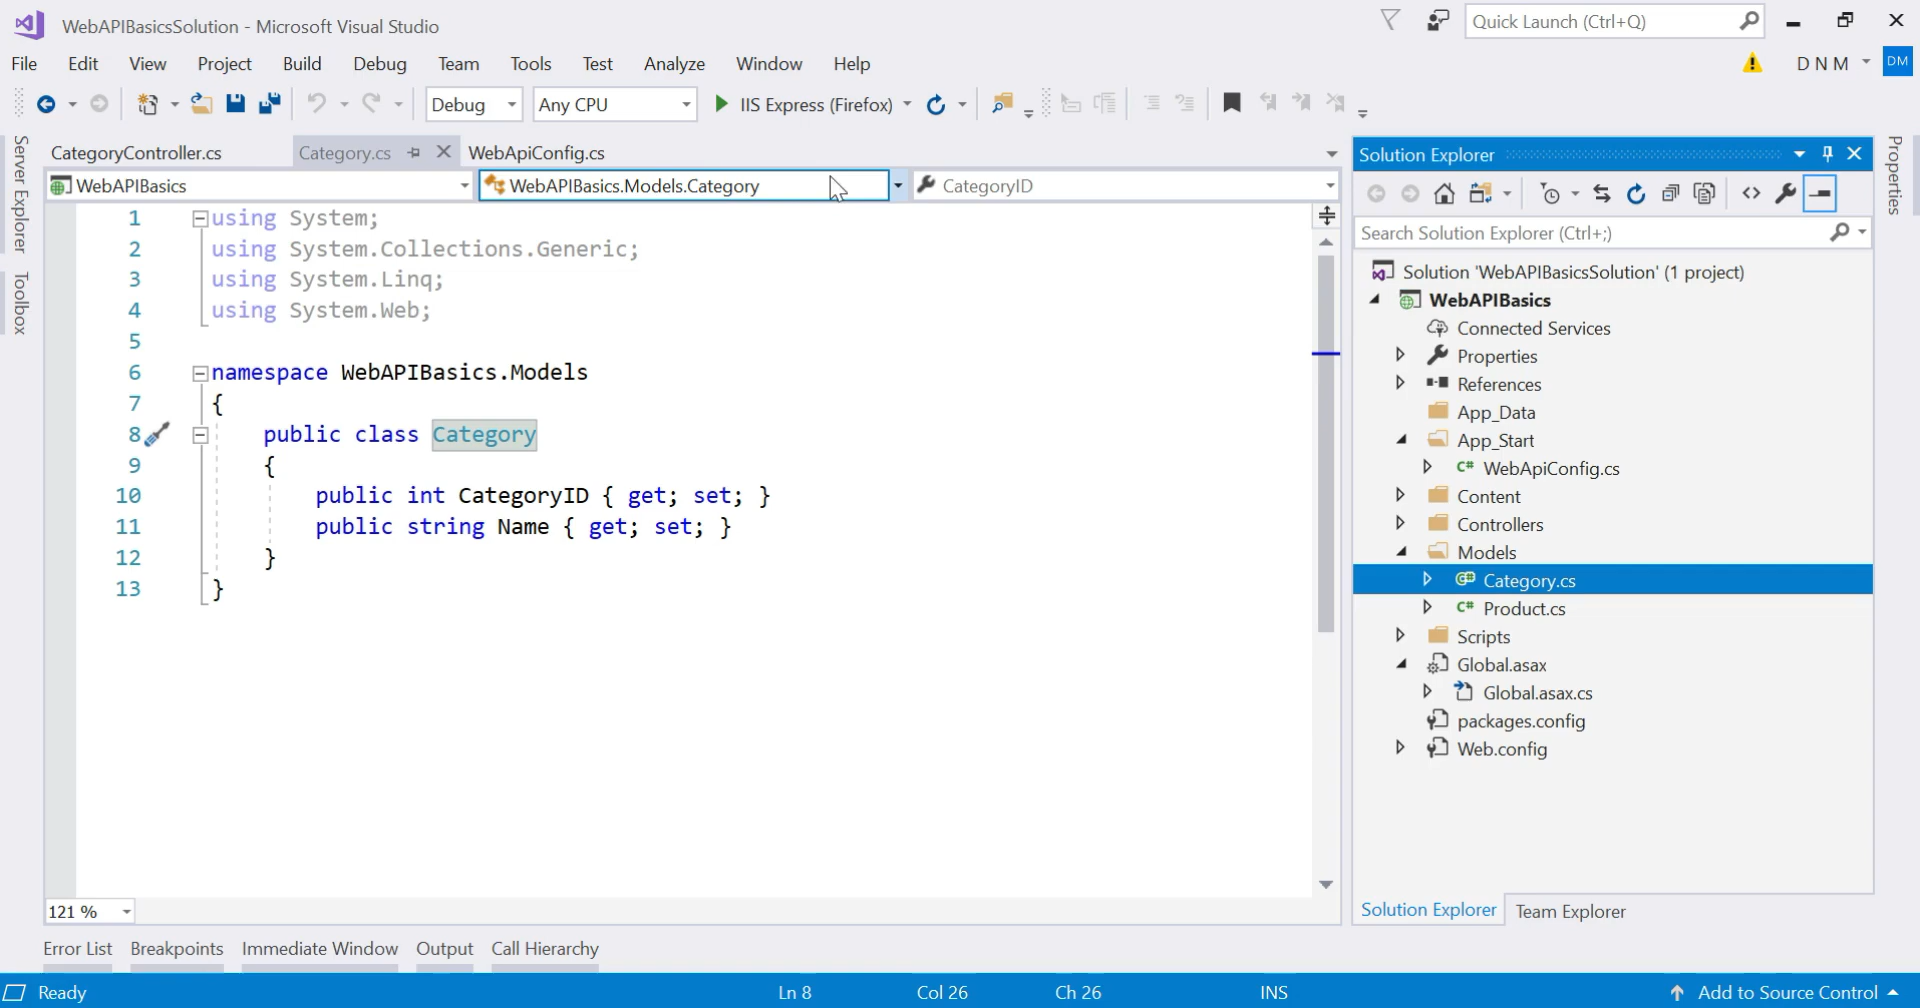 WebAPIBasicsSolution - Microsoft Visual Studio
Quick Launch (Ctrl+Q)
File Edit View Project Build Debug Team Tools Test Analyze Window Help
D N M DM
Debug Any CPU IIS Express (Firefox)
Server Explorer
Toolbox
CategoryController.cs Category.cs WebApiConfig.cs
WebAPIBasics WebAPIBasics.Models.Category CategoryID
1 using System;
2 using System.Collections.Generic;
3 using System.Linq;
4 using System.Web;
5
6 namespace WebAPIBasics.Models
7 {
8 public class Category
9 {
10 public int CategoryID { get; set; }
11 public string Name { get; set; }
12 }
13 }
121 %
Solution Explorer
Search Solution Explorer (Ctrl+;)
Solution 'WebAPIBasicsSolution' (1 project)
WebAPIBasics
Connected Services
Properties
References
App_Data
App_Start
C# WebApiConfig.cs
Content
Controllers
Models
C# Category.cs
C# Product.cs
Scripts
Global.asax
Global.asax.cs
packages.config
Web.config
Solution Explorer Team Explorer
Properties
Error List Breakpoints Immediate Window Output Call Hierarchy
Ready Ln 8 Col 26 Ch 26 INS Add to Source Control